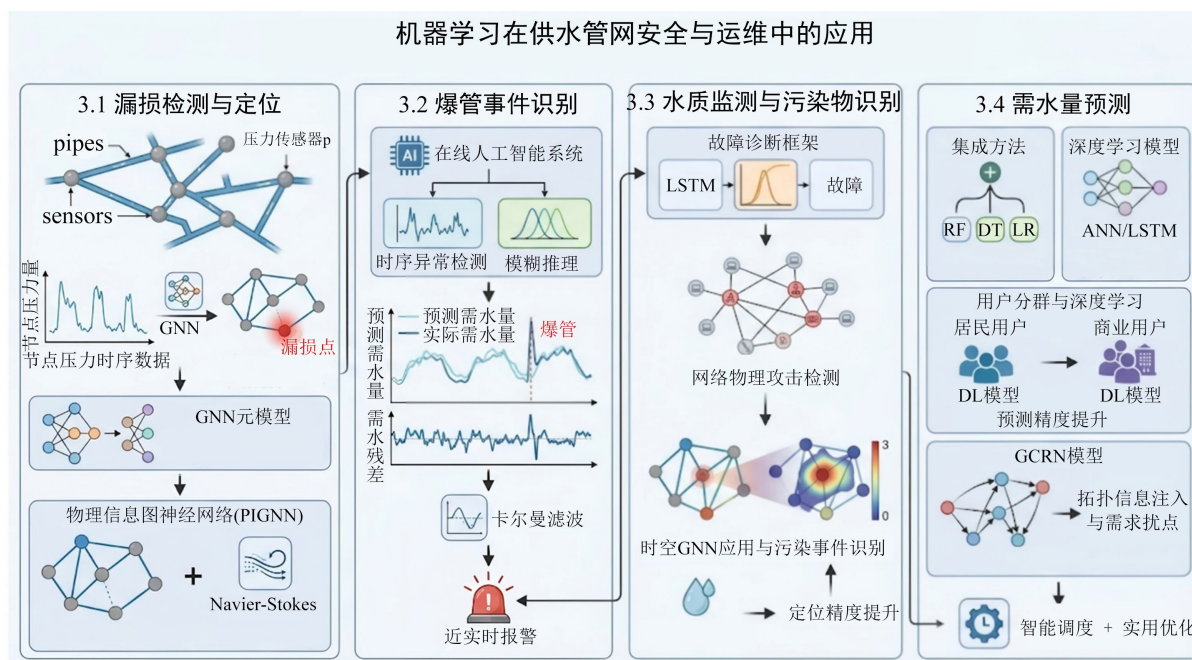 机器学习在供水管网安全与运维中的应用
3.1 漏损检测与定位
pipes
压力传感器p
sensors
节点压力量
GNN
漏损点
节点压力时序数据
GNN元模型
物理信息图神经网络(PIGNN)
+
Navier-Stokes
3.2 爆管事件识别
AI
在线人工智能系统
时序异常检测
模糊推理
预测需水量
预测需水量
实际需水量
爆管
需水残差
卡尔曼滤波
近实时报警
3.3 水质监测与污染物识别
故障诊断框架
LSTM
故障
网络物理攻击检测
3
0
时空GNN应用与污染事件识别
定位精度提升
3.4 需水量预测
集成方法
RF
DT
LR
深度学习模型
ANN/LSTM
用户分群与深度学习
居民用户
商业用户
DL模型
DL模型
预测精度提升
GCRN模型
拓扑信息注入
与需求扰点
智能调度 + 实用优化